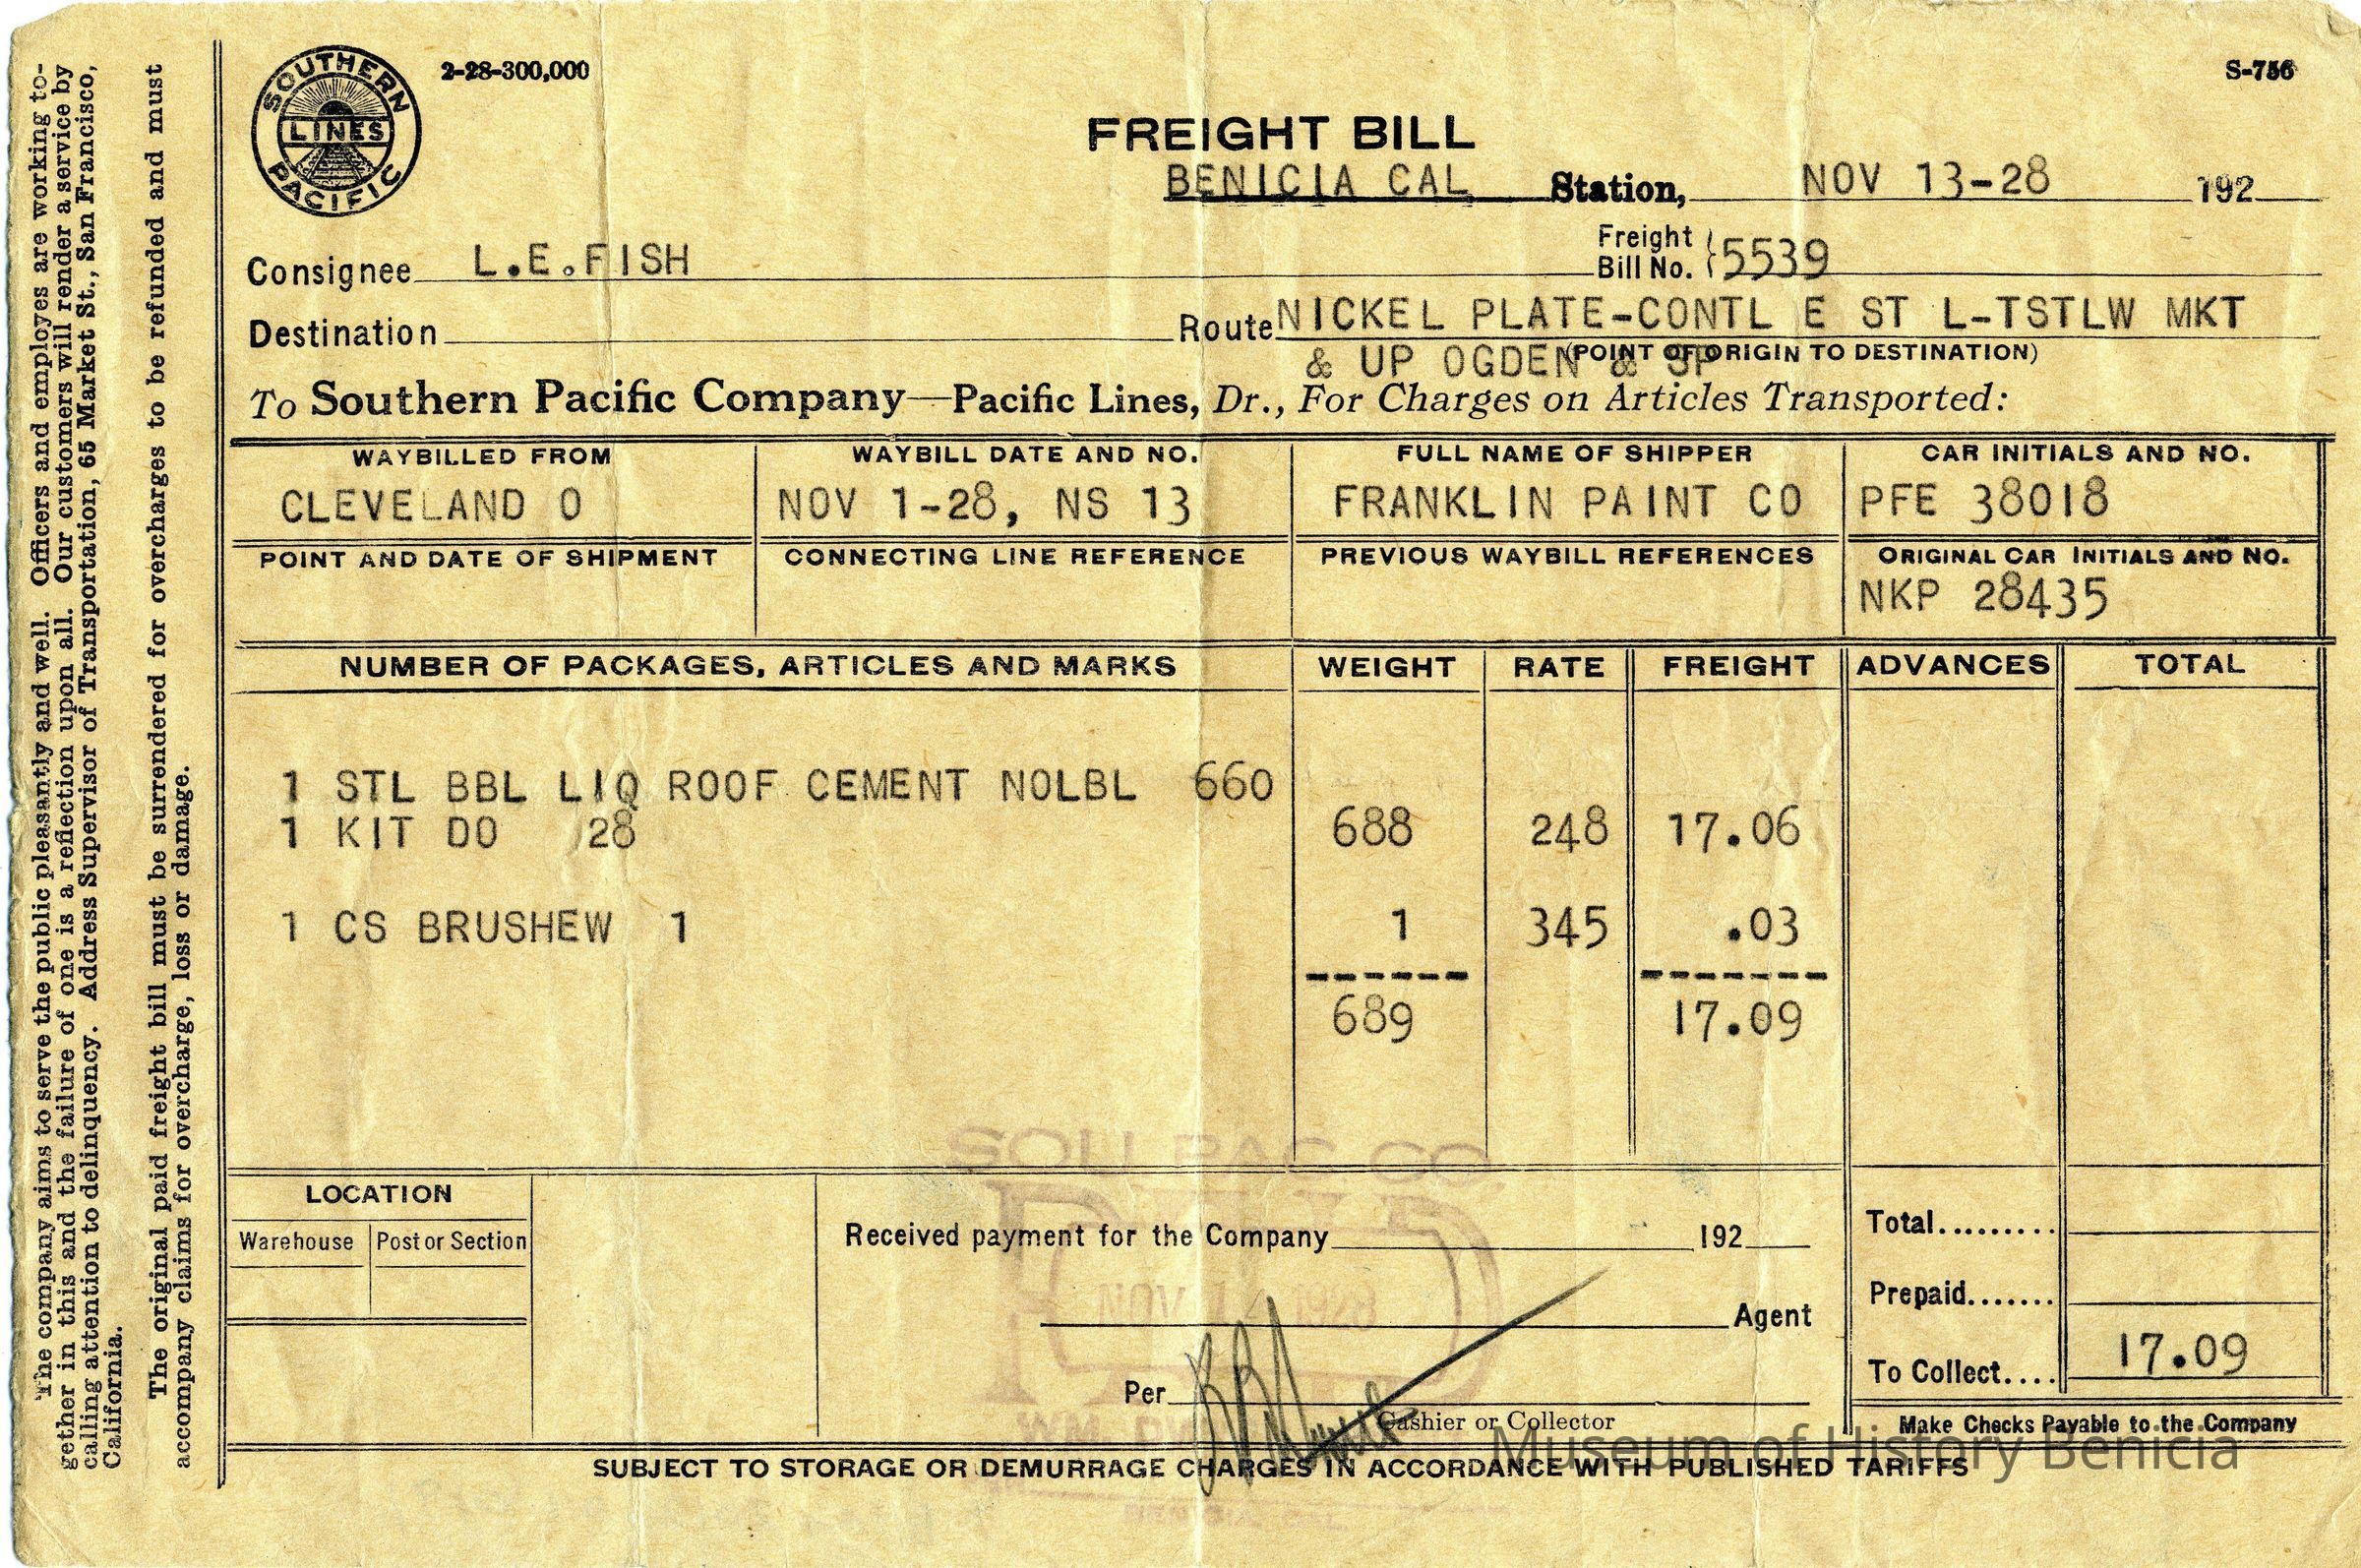 The company aims to serve the public pleasantly and well. Officers and employes are working to-
gether in this and the failure of one is a reflection upon all. Our customers will render a service by
calling attention to delinquency. Address Supervisor of Transportation, 65 Market St., San Francisco,
California.
The original paid freight bill must be surrendered for overcharges to be refunded and must
accompany claims for overcharge, loss or damage.
SOUTHERN PACIFIC LINES
2-28-300,000
S-756
FREIGHT BILL
BENICIA CAL Station, NOV 13-28 192
Consignee L.E.FISH Freight Bill No. 5539
Destination Route NICKEL PLATE-CONTL E ST L-TSTLW MKT
& UP OGDEN & SP (POINT OF ORIGIN TO DESTINATION)
To Southern Pacific Company—Pacific Lines, Dr., For Charges on Articles Transported:
WAYBILLED FROM WAYBILL DATE AND NO. FULL NAME OF SHIPPER CAR INITIALS AND NO.
CLEVELAND O NOV 1-28, NS 13 FRANKLIN PAINT CO PFE 38018
POINT AND DATE OF SHIPMENT CONNECTING LINE REFERENCE PREVIOUS WAYBILL REFERENCES ORIGINAL CAR INITIALS AND NO.
NKP 28435
NUMBER OF PACKAGES, ARTICLES AND MARKS WEIGHT RATE FREIGHT ADVANCES TOTAL
1 STL BBL LIQ ROOF CEMENT NOLBL 660
1 KIT DO 28 688 248 17.06
1 CS BRUSHEW 1 1 345 .03
689 17.09
SOU PAC CO.
LOCATION
Warehouse Post or Section
Received payment for the Company 192
Total.........
Prepaid.......
NOV 1928
Agent
To Collect.... 17.09
Per
Cashier or Collector
WM.
Make Checks Payable to the Company
SUBJECT TO STORAGE OR DEMURRAGE CHARGES IN ACCORDANCE WITH PUBLISHED TARIFFS
Museum of History Benicia
BENICIA, CAL.